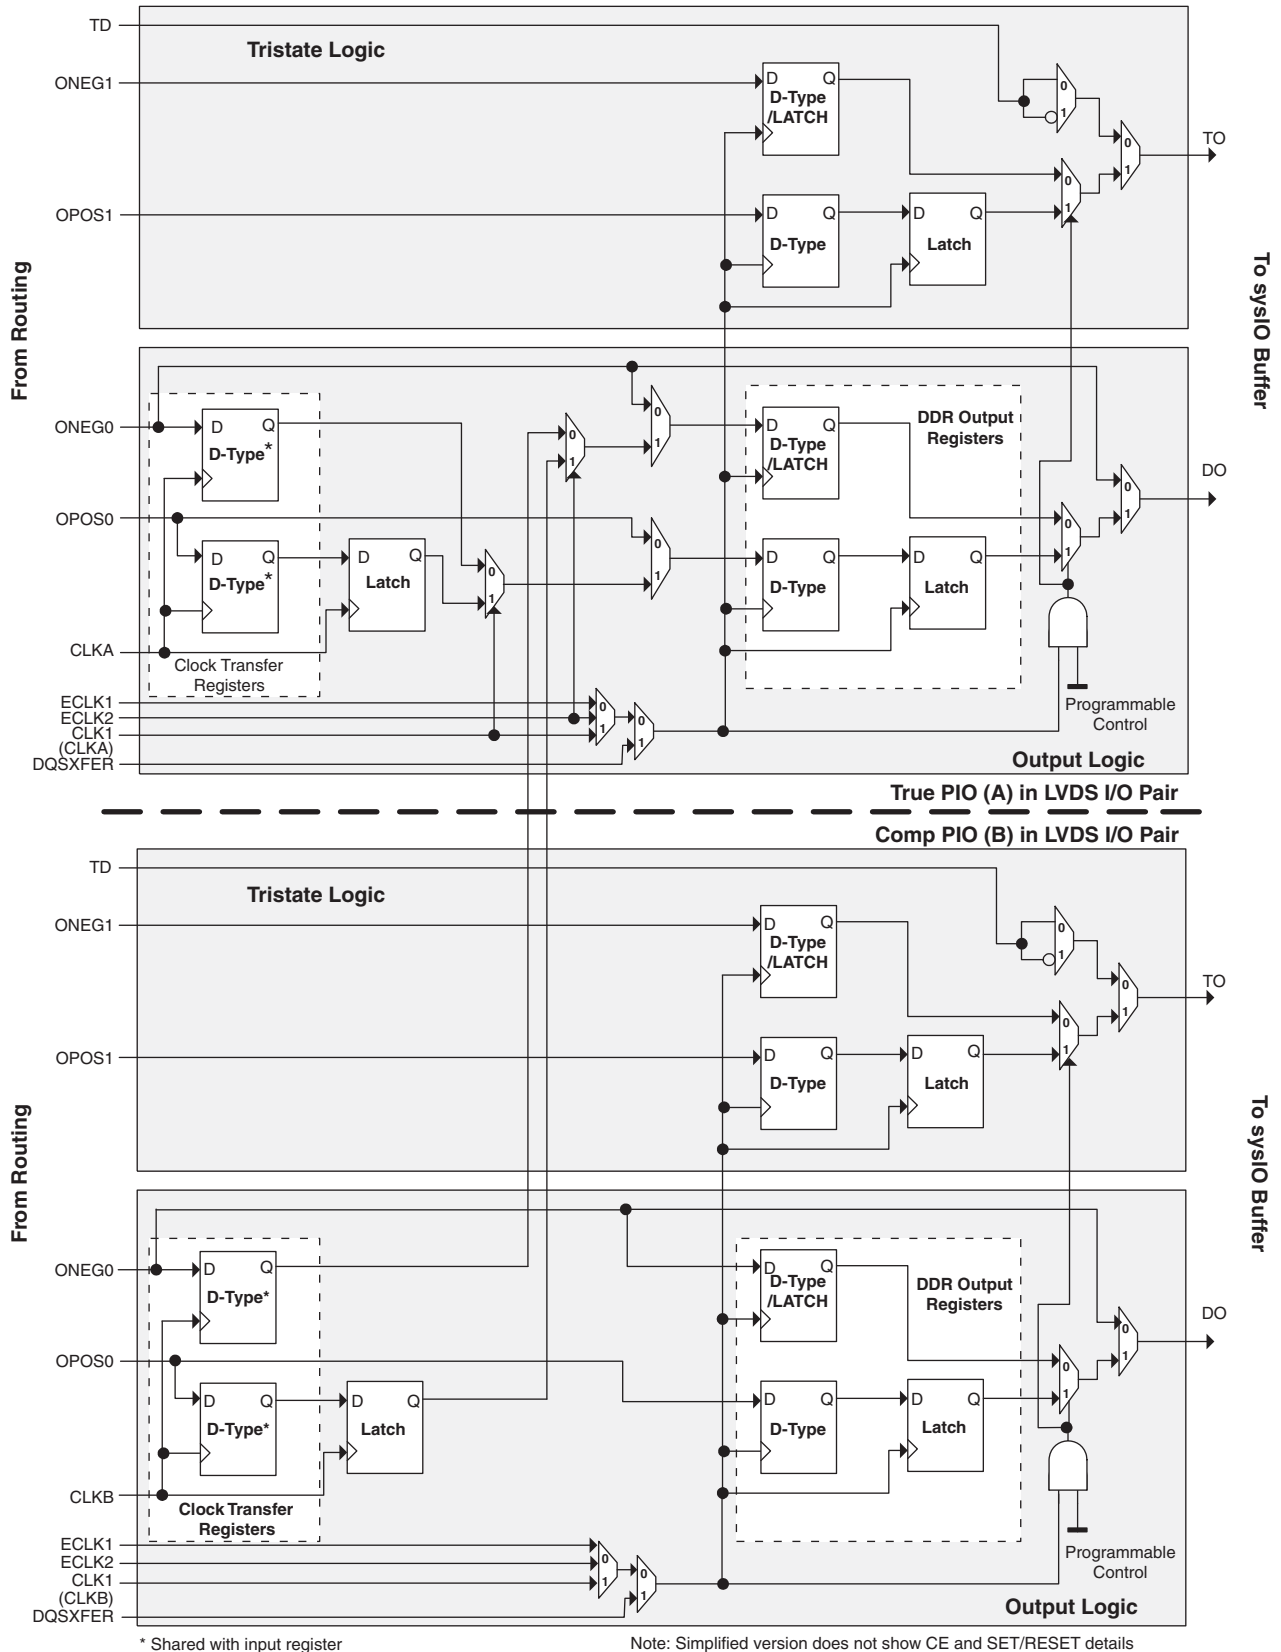 TD
Tristate Logic
ONEG1
D Q
D-Type
/LATCH
0
1
0
1
TO
OPOS1
D Q
D-Type
D Q
Latch
0
1
From Routing
To sysIO Buffer
ONEG0
D Q
D-Type*
0
1
0
1
D Q
D-Type
/LATCH
DDR Output
Registers
DO
0
1
OPOS0
D Q
D-Type*
D Q
Latch
0
1
0
1
D Q
D-Type
D Q
Latch
0
1
CLKA
Clock Transfer
Registers
ECLK1
ECLK2
CLK1
(CLKA)
DQSXFER
0
1
0
1
Programmable
Control
Output Logic
True PIO (A) in LVDS I/O Pair
Comp PIO (B) in LVDS I/O Pair
TD
Tristate Logic
ONEG1
D Q
D-Type
/LATCH
0
1
0
1
TO
OPOS1
D Q
D-Type
D Q
Latch
0
1
From Routing
To sysIO Buffer
ONEG0
D Q
D-Type*
D Q
D-Type
/LATCH
DDR Output
Registers
DO
0
1
OPOS0
D Q
D-Type*
D Q
Latch
D Q
D-Type
D Q
Latch
0
1
CLKB
Clock Transfer
Registers
ECLK1
ECLK2
CLK1
(CLKB)
DQSXFER
0
1
0
1
Programmable
Control
Output Logic
* Shared with input register
Note: Simplified version does not show CE and SET/RESET details